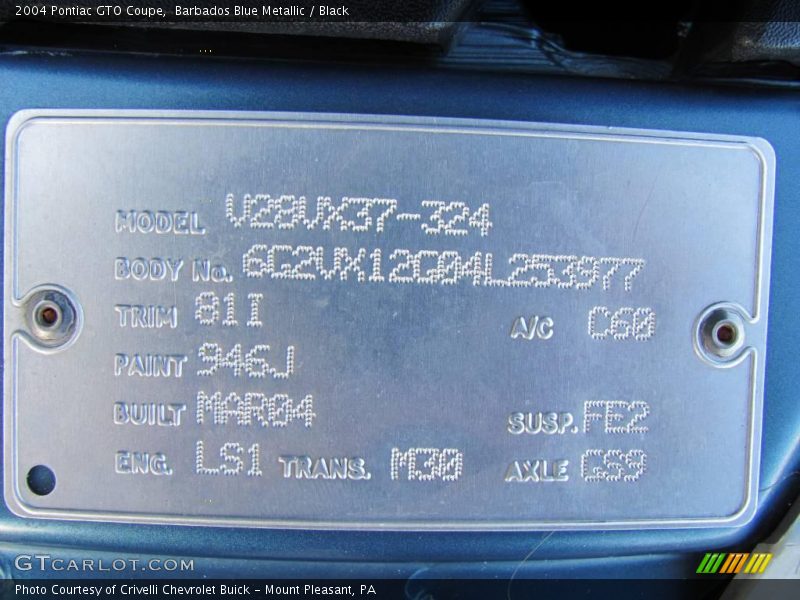 2004 Pontiac GTO Coupe, Barbados Blue Metallic / Black
MODEL V28VX37-324
BODY No. 6G2VX12G04L253977
TRIM 81I
A/C C60
PAINT 946J
BUILT MAR04
SUSP. FE2
ENG. LS1 TRANS. M30 AXLE GS9
GTCARLOT.COM
Photo Courtesy of Crivelli Chevrolet Buick - Mount Pleasant, PA